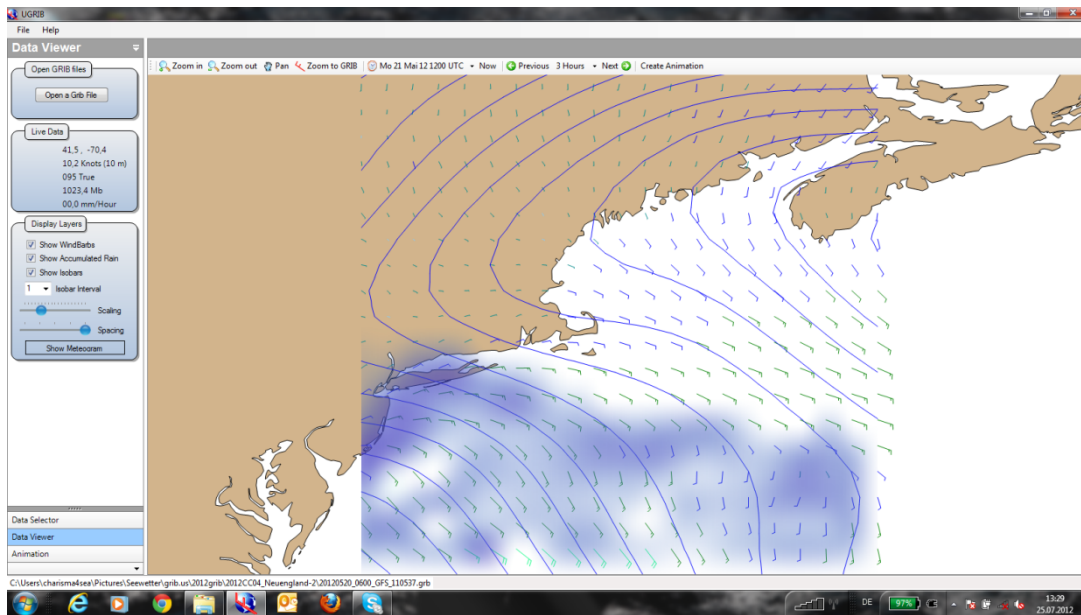 UGRIB
File Help
Data Viewer
Zoom in Zoom out Pan Zoom to GRIB Mo 21 Mai 12 1200 UTC Now Previous 3 Hours Next Create Animation
Open GRIB files
Open a Grib File
Live Data
41,5 , -70,4
10,2 Knots (10 m)
095 True
1023,4 Mb
00,0 mm/Hour
Display Layers
Show WindBarbs
Show Accumulated Rain
Show Isobars
1 Isobar Interval
Scaling
Spacing
Show Meteogram
Data Selector
Data Viewer
Animation
C:\Users\charisma4sea\Pictures\Seewetter\grib.us\2012grib\2012CC04_Neuengland-2\20120520_0600_GFS_110537.grb
DE 97% 13:29
25.07.2013